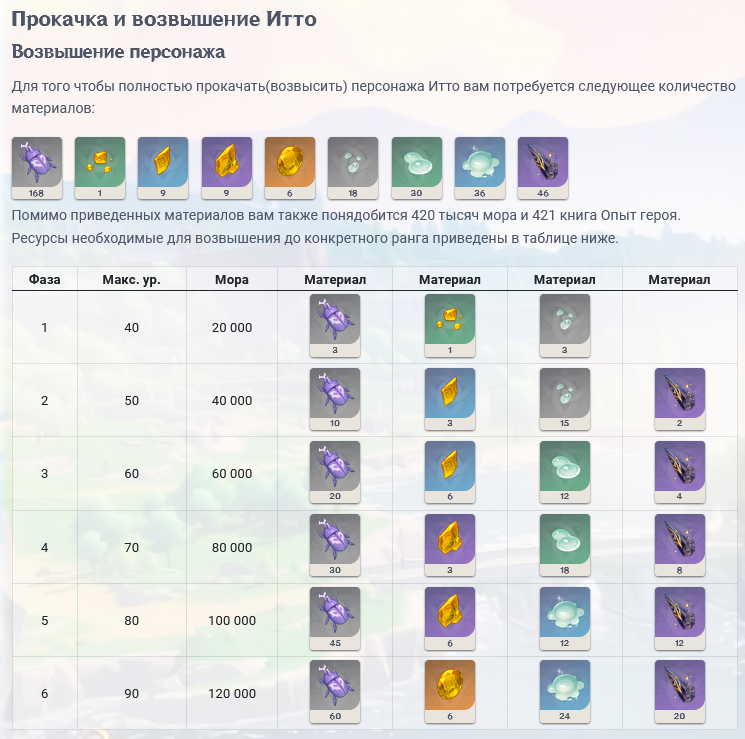 Прокачка и возвышение Итто
Возвышение персонажа
Для того чтобы полностью прокачать(возвысить) персонажа Итто вам потребуется следующее количество
материалов:
168 1 9 9 6 18 30 36 46
Помимо приведенных материалов вам также понядобится 420 тысяч мора и 421 книга Опыт героя.
Ресурсы необходимые для возвышения до конкретного ранга приведены в таблице ниже.
Фаза Макс. ур. Мора Материал Материал Материал Материал
1 40 20 000 3 1 3
2 50 40 000 10 3 15 2
3 60 60 000 20 6 12 4
4 70 80 000 30 3 18 8
5 80 100 000 45 6 12 12
6 90 120 000 60 6 24 20